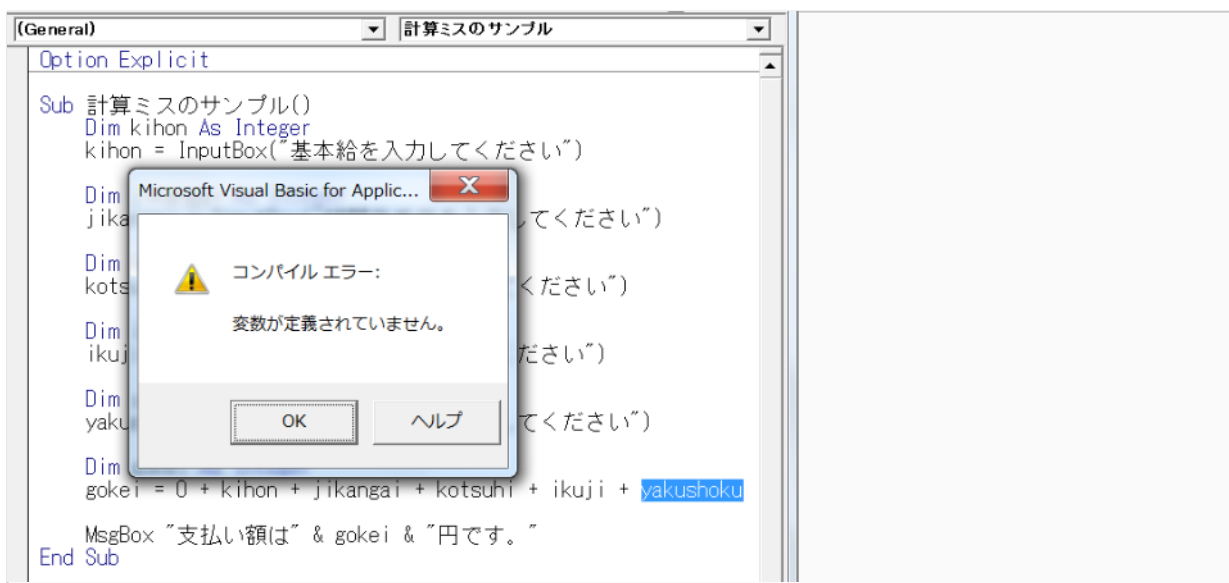 (General) 計算ミスのサンプル
Option Explicit
Sub 計算ミスのサンプル()
Dim kihon As Integer
kihon = InputBox("基本給を入力してください")
Dim
jika してください")
Dim
kots ください")
Dim
ikuj ださい")
Dim
yaku てください")
Dim
gokei = 0 + kihon + jikangai + kotsuhi + ikuji + yakushoku
MsgBox "支払い額は" & gokei & "円です。"
End Sub
Microsoft Visual Basic for Applic...
コンパイル エラー:
変数が定義されていません。
OK ヘルプ